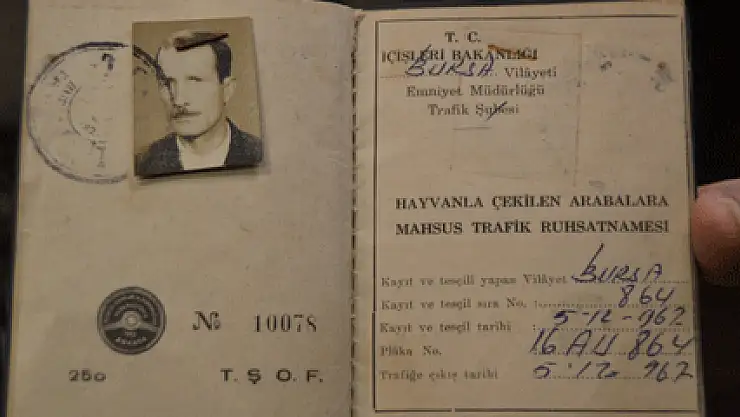 № 10078
250
T. Ş. O. F.
T. C.
İÇİŞLERİ BAKANLIĞI
BURSA Vilâyeti
Emniyet Müdürlüğü
Trafik Şubesi
HAYVANLA ÇEKİLEN ARABALARA
MAHSUS TRAFİK RUHSATNAMESİ
Kayıt ve tescili yapan Vilâyet BURSA
Kayıt ve tescil sıra No. : 864
Kayıt ve tescil tarihi : 5-12-962
Plâka No. 16 AU 864
Trafiğe çıkış tarihi : 5-12-962